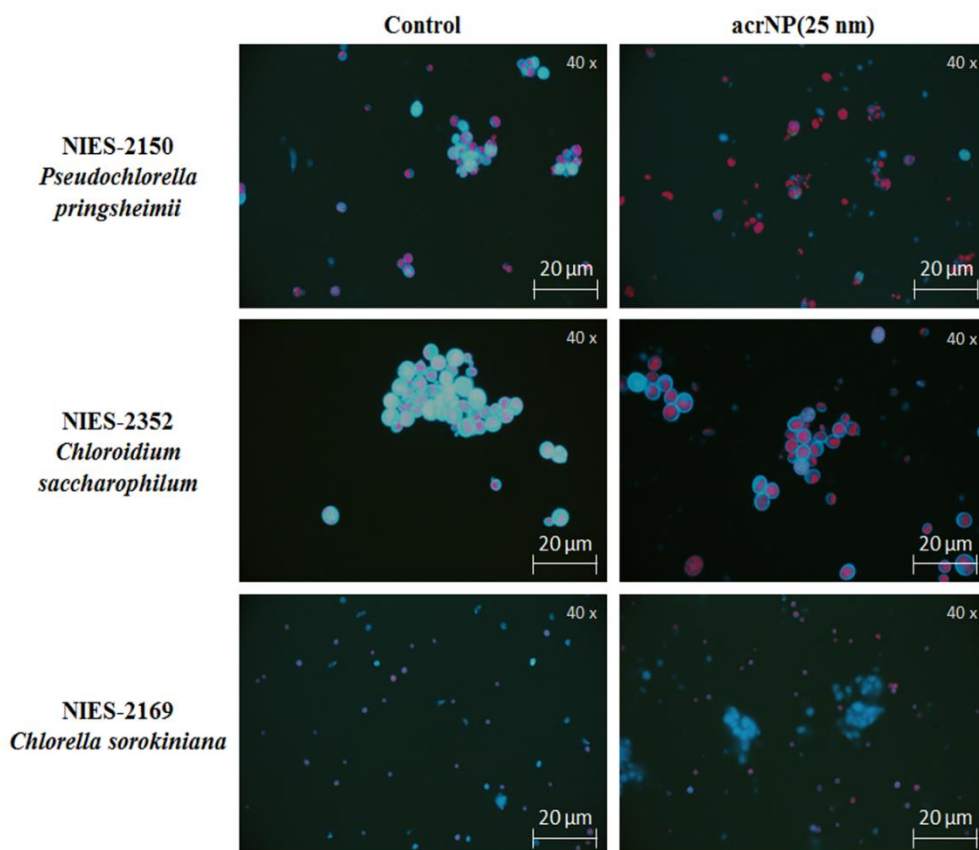 Control
acrNP(25 nm)
NIES-2150
Pseudochlorella
pringsheimii
40 x
20 µm
40 x
20 µm
NIES-2352
Chloroidium
saccharophilum
40 x
20 µm
40 x
20 µm
NIES-2169
Chlorella sorokiniana
40 x
20 µm
40 x
20 µm